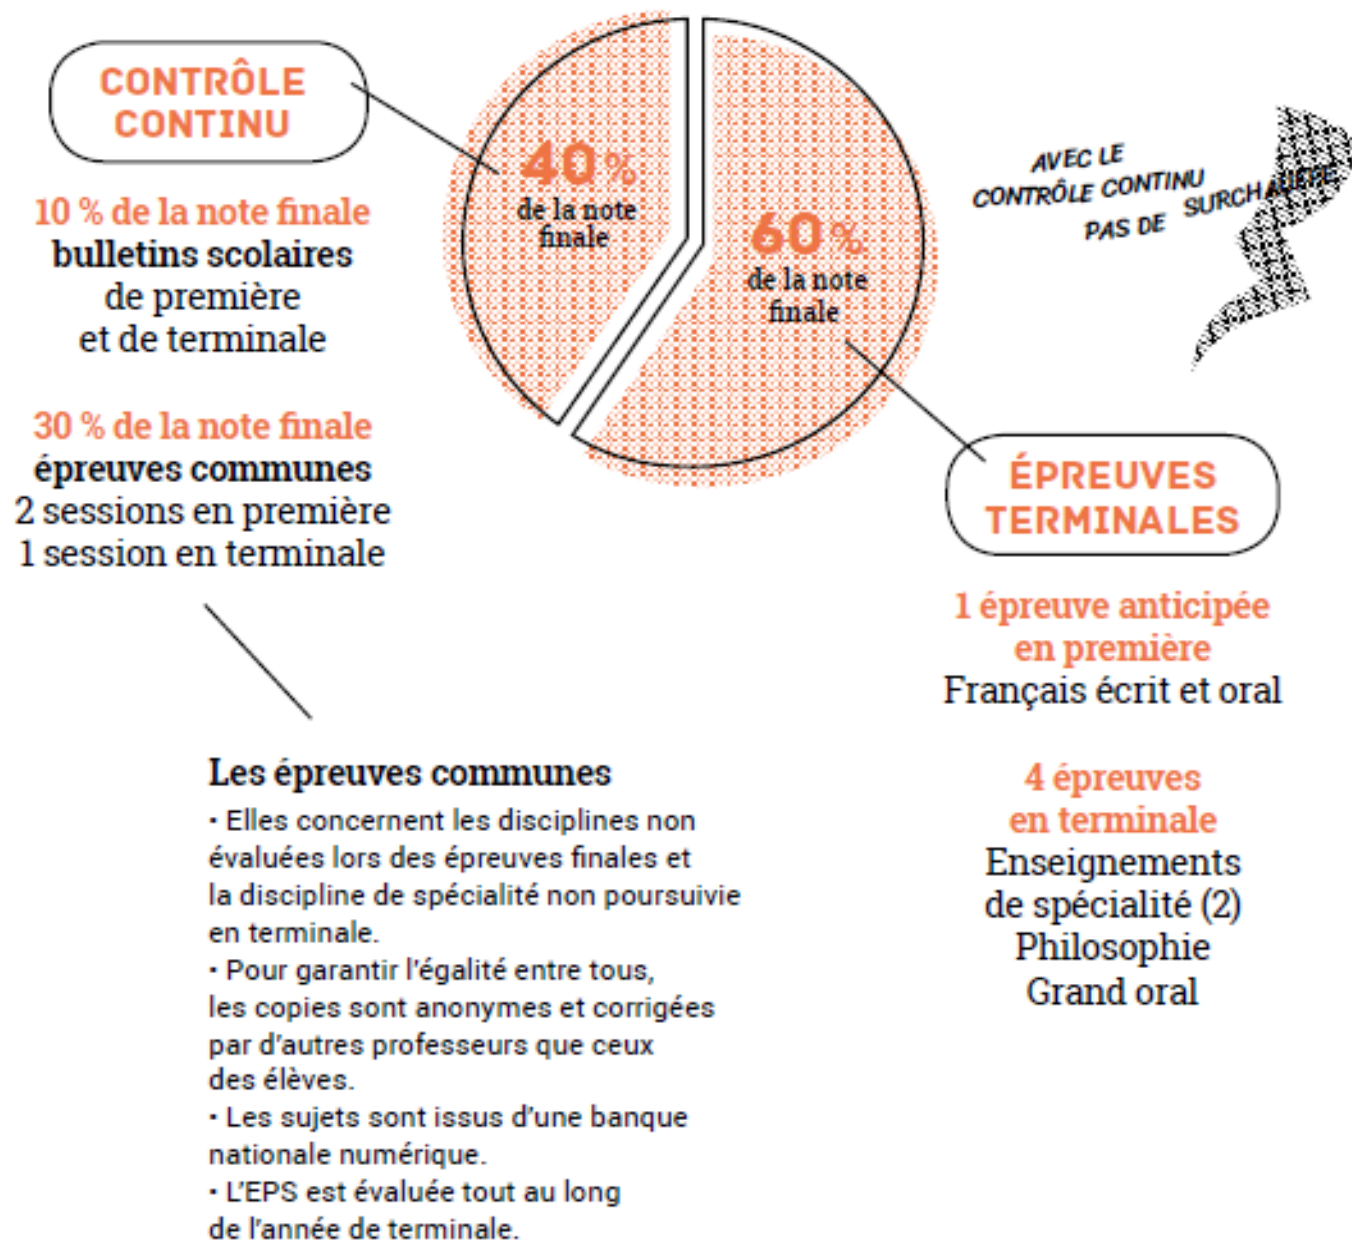 CONTRÔLE
CONTINU
10 % de la note finale
bulletins scolaires
de première
et de terminale
30 % de la note finale
épreuves communes
2 sessions en première
1 session en terminale
40 %
de la note
finale
60 %
de la note
finale
AVEC LE
CONTRÔLE CONTINU
PAS DE SURCHAUFFE
ÉPREUVES
TERMINALES
1 épreuve anticipée
en première
Français écrit et oral
4 épreuves
en terminale
Enseignements
de spécialité (2)
Philosophie
Grand oral
Les épreuves communes
• Elles concernent les disciplines non
évaluées lors des épreuves finales et
la discipline de spécialité non poursuivie
en terminale.
• Pour garantir l'égalité entre tous,
les copies sont anonymes et corrigées
par d'autres professeurs que ceux
des élèves.
• Les sujets sont issus d'une banque
nationale numérique.
• L'EPS est évaluée tout au long
de l'année de terminale.